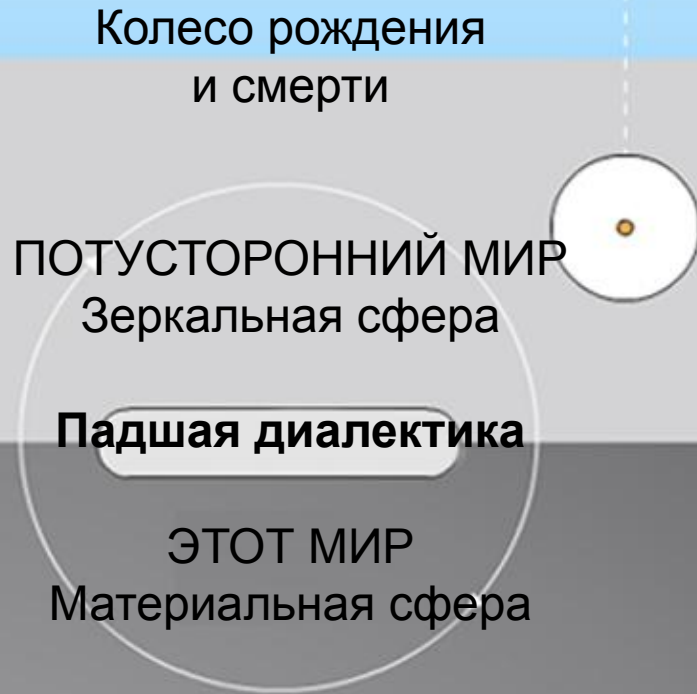 Колесо рождения
и смерти
ПОТУСТОРОННИЙ МИР
Зеркальная сфера
Падшая диалектика
ЭТОТ МИР
Материальная сфера